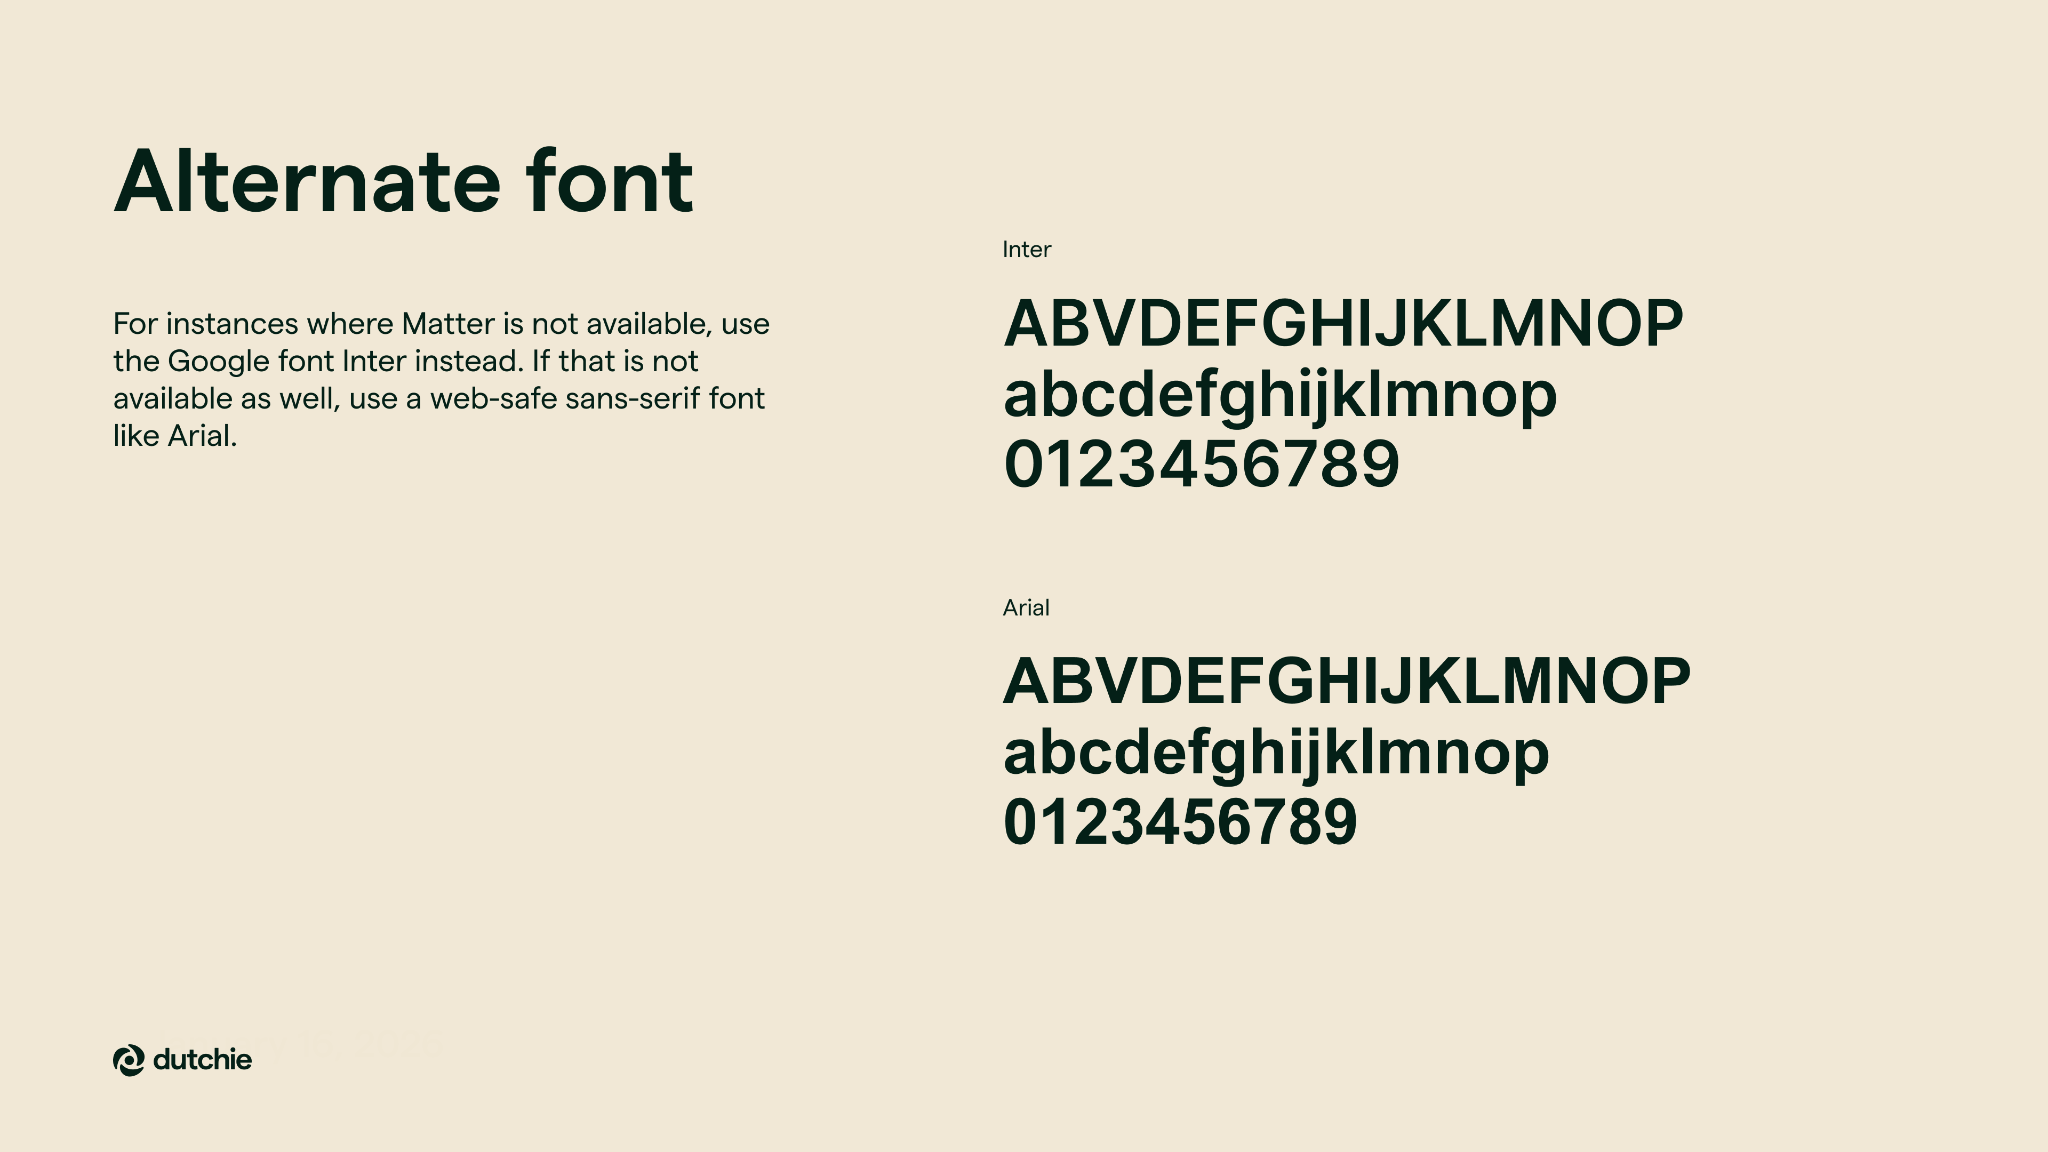 Alternate font
For instances where Matter is not available, use
the Google font Inter instead. If that is not
available as well, use a web-safe sans-serif font
like Arial.
Inter
ABVDEFGHIJKLMNOP
abcdefghijklmnop
0123456789
Arial
ABVDEFGHIJKLMNOP
abcdefghijklmnop
0123456789
dutchie